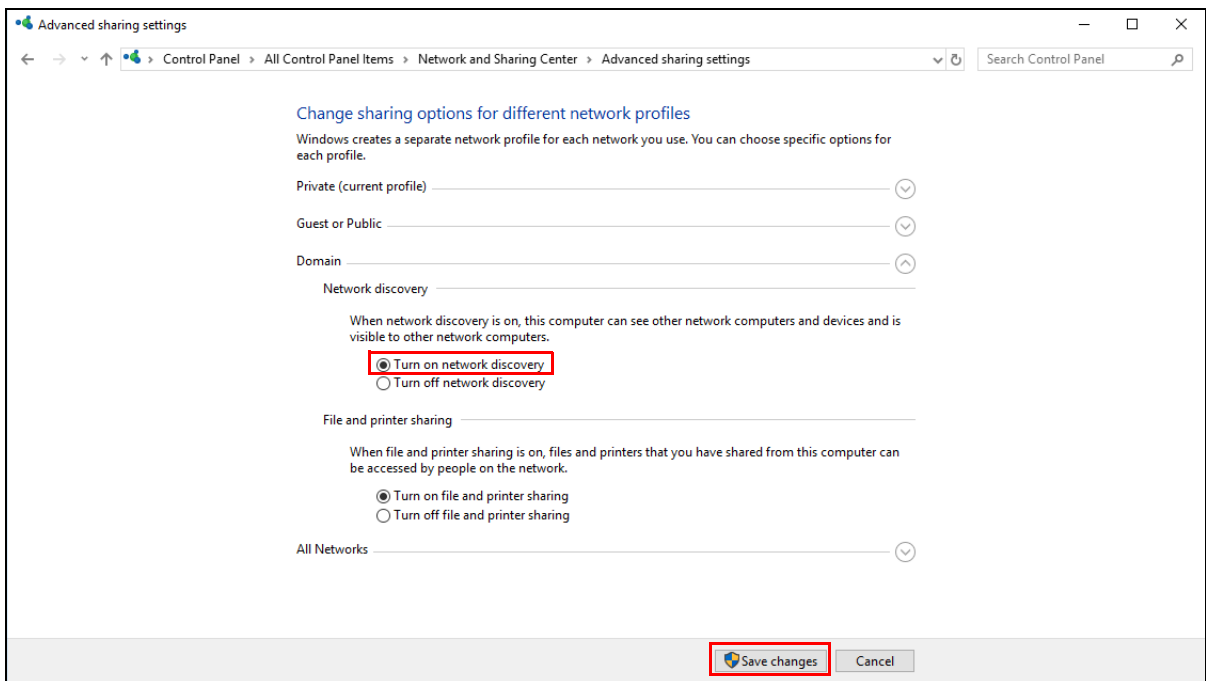 Advanced sharing settings
Control Panel > All Control Panel Items > Network and Sharing Center > Advanced sharing settings
Search Control Panel
Change sharing options for different network profiles
Windows creates a separate network profile for each network you use. You can choose specific options for
each profile.
Private (current profile)
Guest or Public
Domain
Network discovery
When network discovery is on, this computer can see other network computers and devices and is
visible to other network computers.
Turn on network discovery
Turn off network discovery
File and printer sharing
When file and printer sharing is on, files and printers that you have shared from this computer can
be accessed by people on the network.
Turn on file and printer sharing
Turn off file and printer sharing
All Networks
Save changes
Cancel